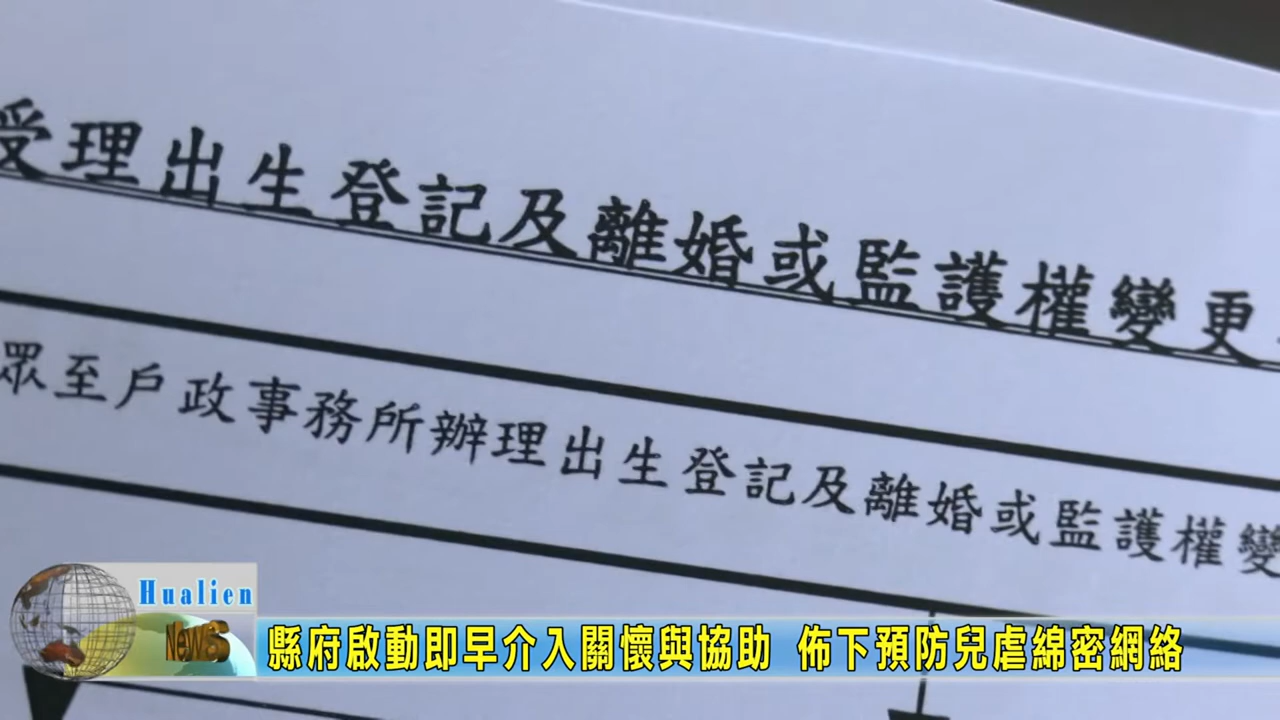 受理出生登記及離婚或監護權變更
眾至戶政事務所辦理出生登記及離婚或監護權變
Hualien
News
縣府啟動即早介入關懷與協助 佈下預防兒虐綿密網絡